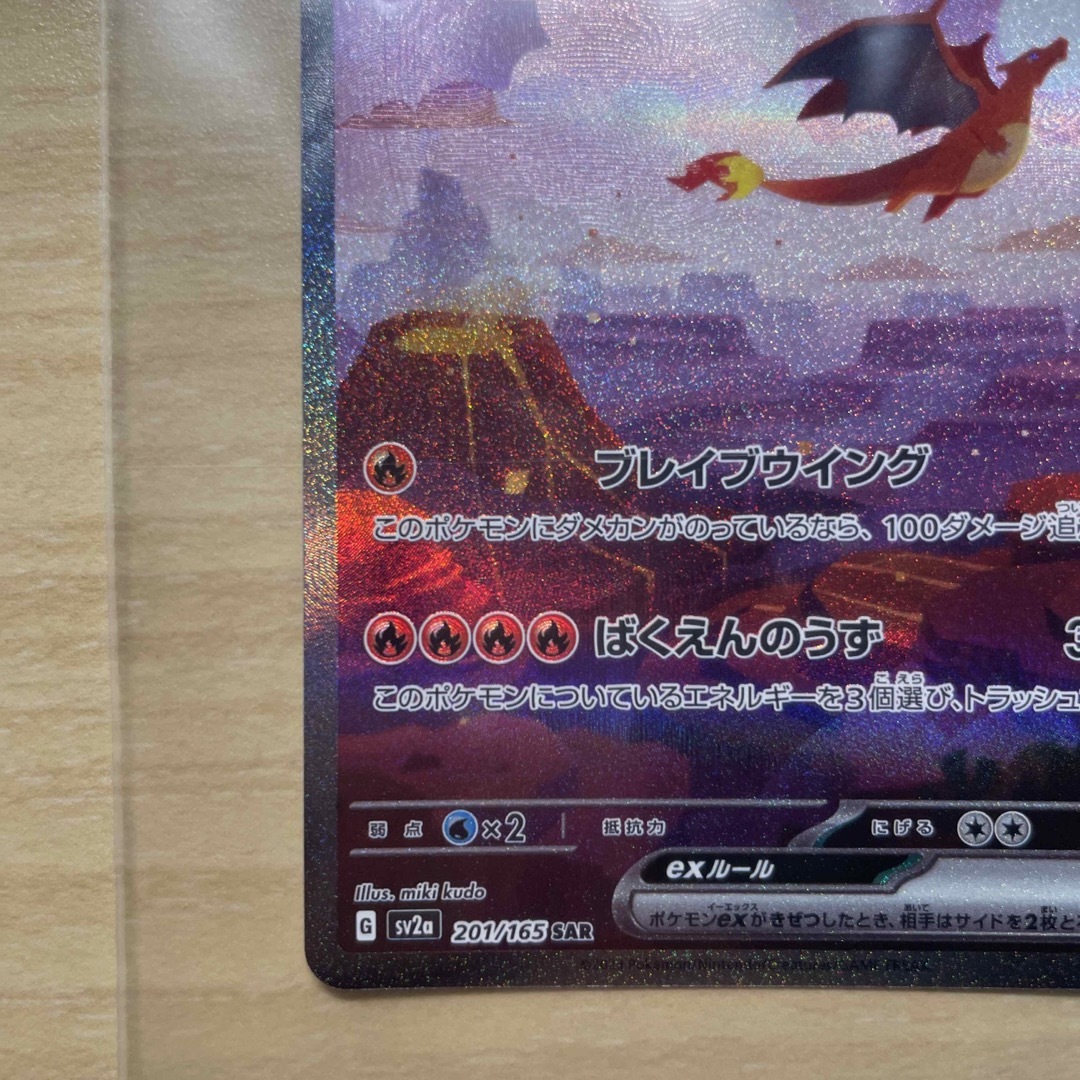 ブレイブウイング
このポケモンにダメカンがのっているなら、100ダメージ追
ばくえんのうず 3
このポケモンについているエネルギーを3個選び、トラッシュ
弱点 ×2 抵抗力 にげる
exルール
Illus. miki kudo
ポケモンexがきぜつしたとき、相手はサイドを2枚と
G sv2a 201/165 SAR
©2023 Pokémon/Nintendo/Creatures/GAME FREAK